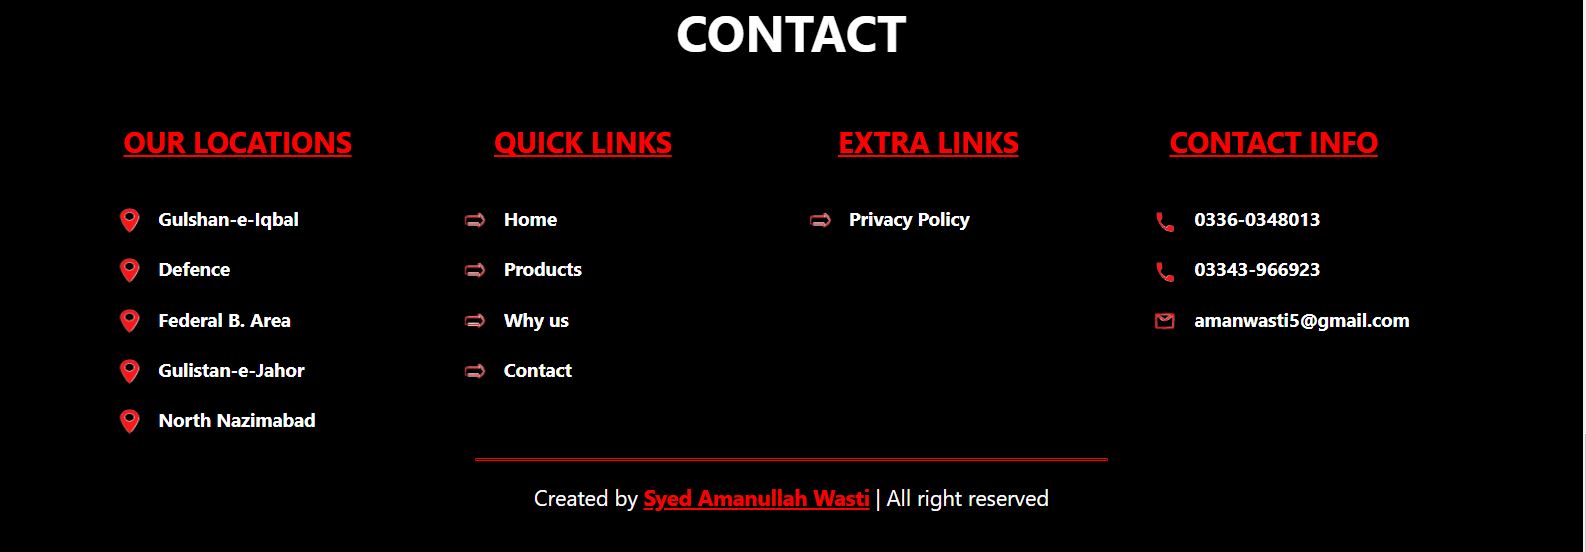 CONTACT
OUR LOCATIONS
Gulshan-e-Iqbal
Defence
Federal B. Area
Gulistan-e-Jahor
North Nazimabad
QUICK LINKS
Home
Products
Why us
Contact
EXTRA LINKS
Privacy Policy
CONTACT INFO
0336-0348013
03343-966923
amanwasti5@gmail.com
Created by Syed Amanullah Wasti | All right reserved